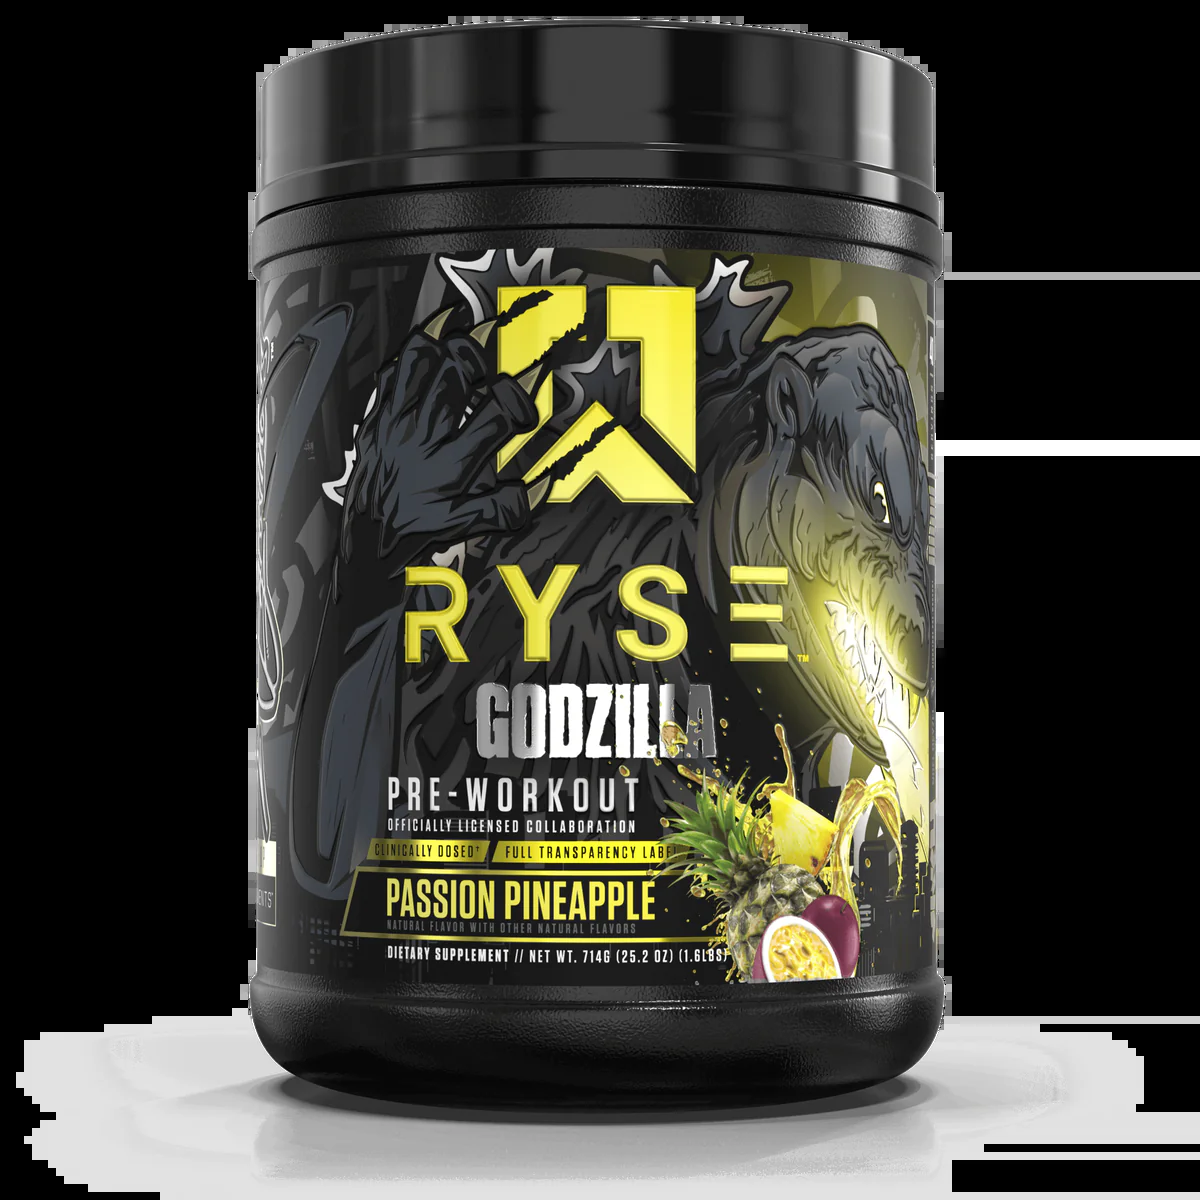 RYSE™
GODZILLA
PRE-WORKOUT
OFFICIALLY LICENSED COLLABORATION
CLINICALLY DOSED† FULL TRANSPARENCY LABEL
PASSION PINEAPPLE
NATURAL FLAVOR WITH OTHER NATURAL FLAVORS
DIETARY SUPPLEMENT // NET WT. 714G (25.2 OZ) (1.6LBS)